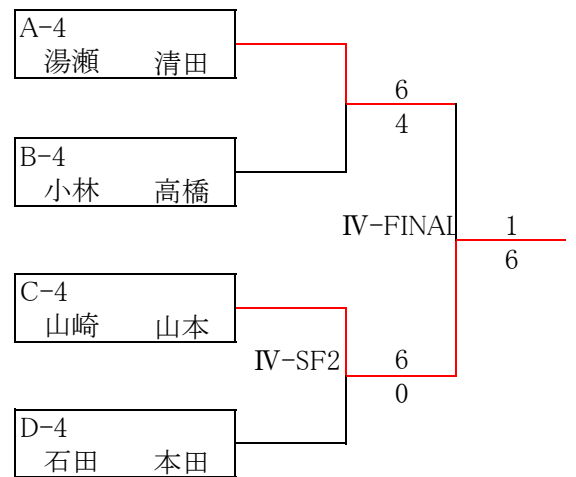 A-4
湯瀬 清田
6
4
B-4
小林 高橋
Ⅳ-FINAL
1
6
C-4
山崎 山本
Ⅳ-SF2
6
0
D-4
石田 本田